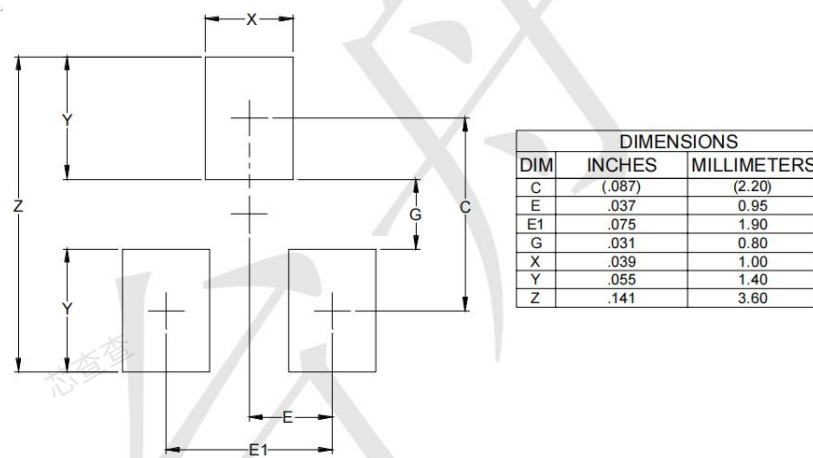 X
Y
Z
G
C
Y
E
E1
芯查查
DIMENSIONS
DIM INCHES MILLIMETERS
C (.087) (2.20)
E .037 0.95
E1 .075 1.90
G .031 0.80
X .039 1.00
Y .055 1.40
Z .141 3.60